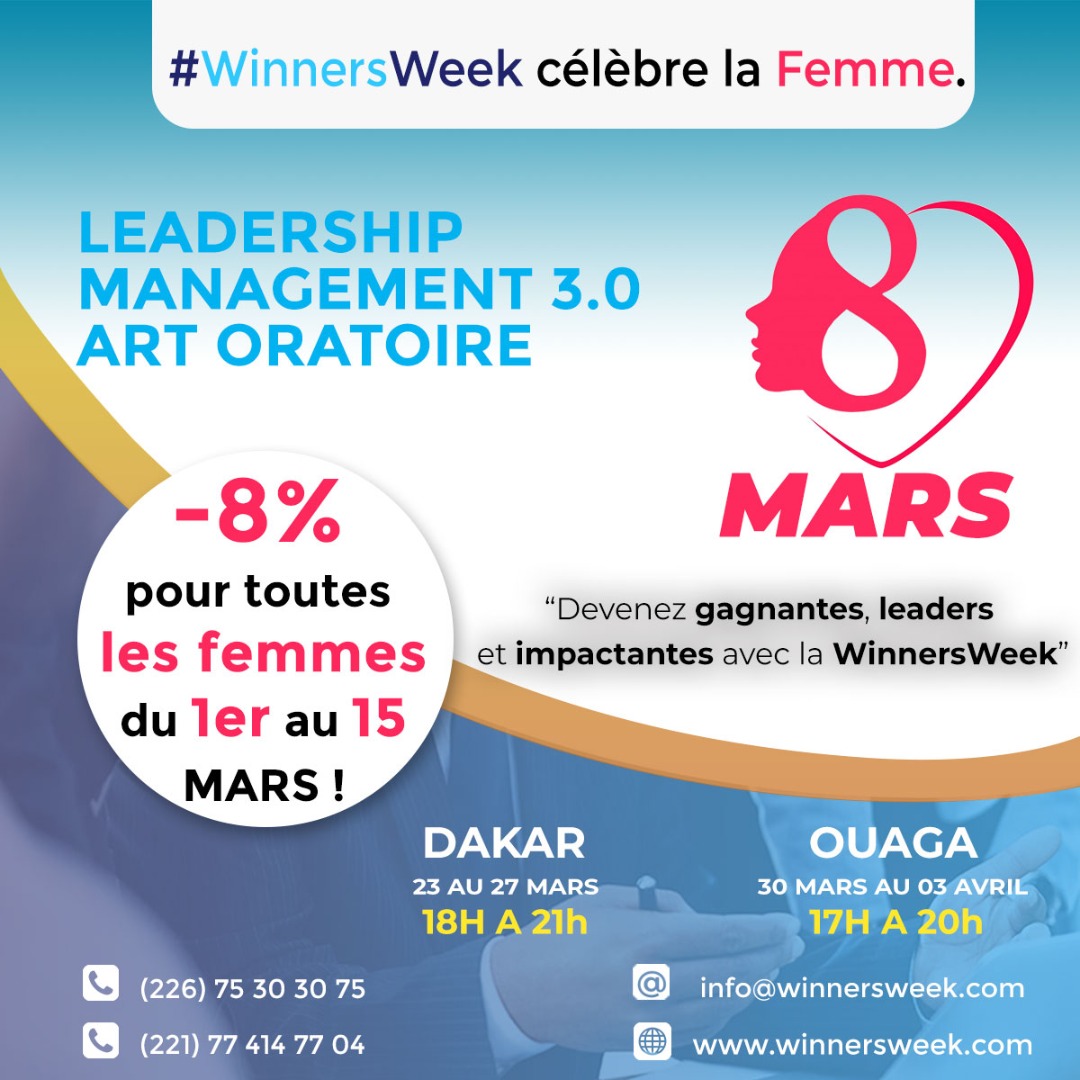 #WinnersWeek célèbre la Femme.
LEADERSHIP
MANAGEMENT 3.0
ART ORATOIRE
8
MARS
-8%
pour toutes
les femmes
du 1er au 15
MARS !
“Devenez gagnantes, leaders
et impactantes avec la WinnersWeek”
DAKAR
23 AU 27 MARS
18H A 21h
OUAGA
30 MARS AU 03 AVRIL
17H A 20h
(226) 75 30 30 75
(221) 77 414 77 04
@ info@winnersweek.com
www.winnersweek.com